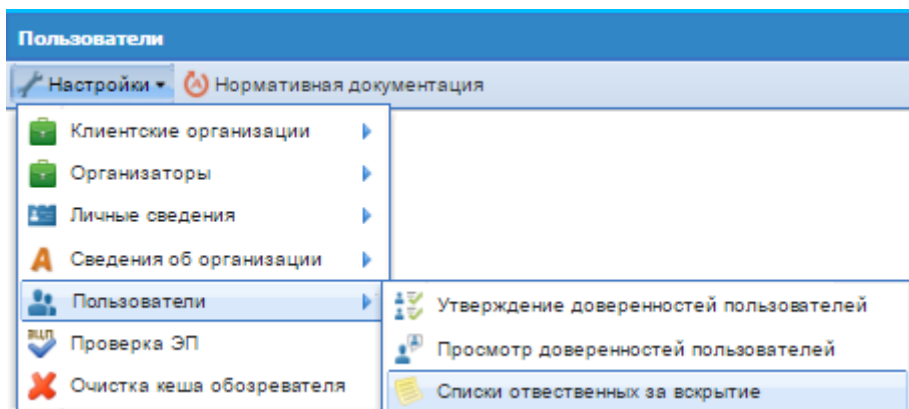 Пользователи
Настройки Нормативная документация
Клиентские организации
Организаторы
Личные сведения
Сведения об организации
Пользователи
Утверждение доверенностей пользователей
Проверка ЭП
Просмотр доверенностей пользователей
Очистка кеша обозревателя
Списки отвественных за вскрытие